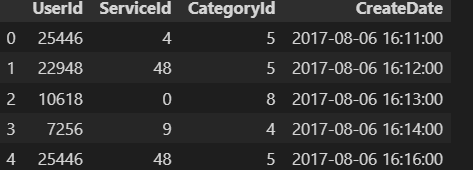 UserId ServiceId CategoryId CreateDate
0 25446 4 5 2017-08-06 16:11:00
1 22948 48 5 2017-08-06 16:12:00
2 10618 0 8 2017-08-06 16:13:00
3 7256 9 4 2017-08-06 16:14:00
4 25446 48 5 2017-08-06 16:16:00